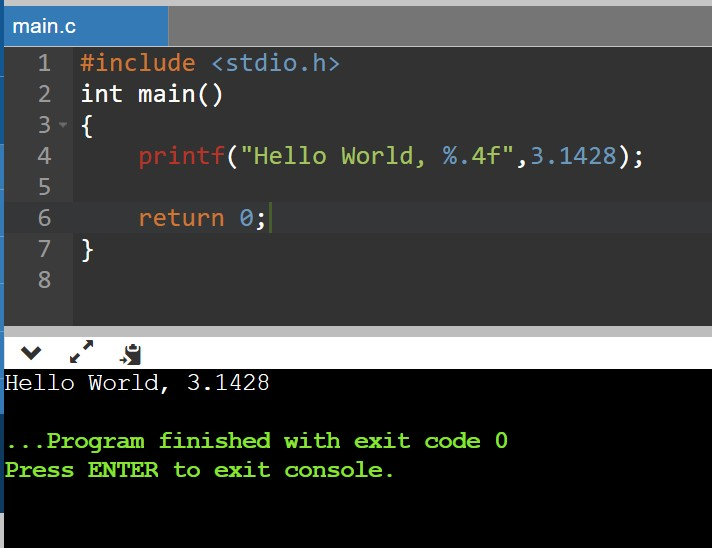 main.c
1 #include <stdio.h>
2 int main()
3 {
4     printf("Hello World, %.4f",3.1428);
5
6     return 0;
7 }
8
Hello World, 3.1428
...Program finished with exit code 0
Press ENTER to exit console.